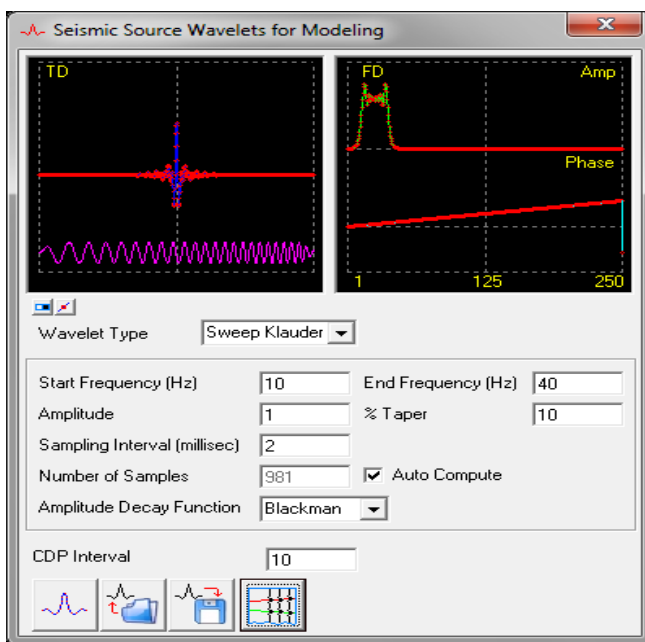 Seismic Source Wavelets for Modeling
TD
FD Amp
Phase
1 125 250
Wavelet Type Sweep Klauder
Start Frequency (Hz) 10 End Frequency (Hz) 40
Amplitude 1 % Taper 10
Sampling Interval (millisec) 2
Number of Samples 981 Auto Compute
Amplitude Decay Function Blackman
CDP Interval 10